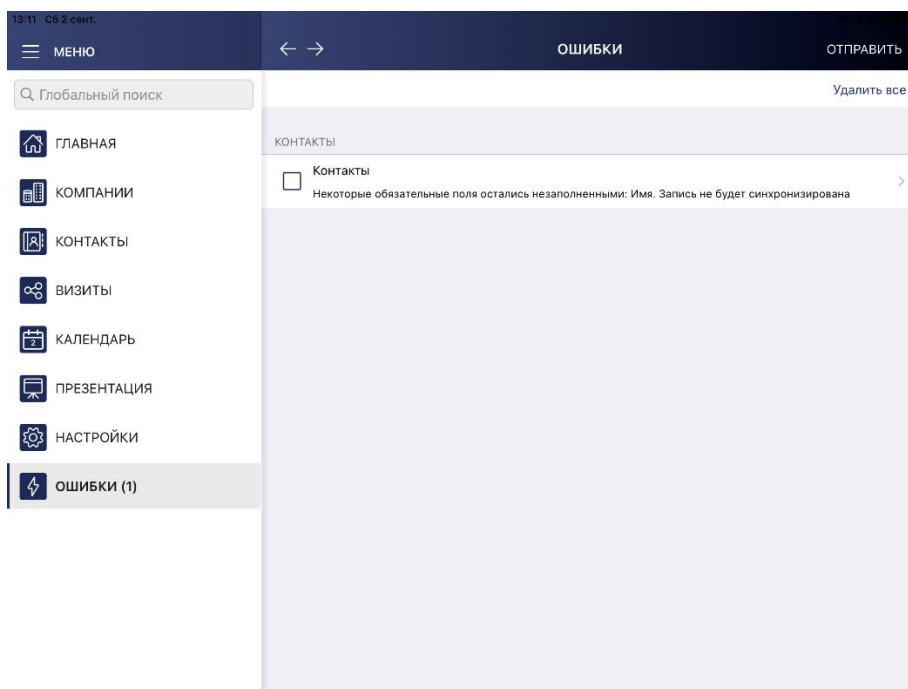 13:11 Сб 2 сент.
МЕНЮ
ОШИБКИ
ОТПРАВИТЬ
Глобальный поиск
Удалить все
ГЛАВНАЯ
КОМПАНИИ
КОНТАКТЫ
ВИЗИТЫ
2
КАЛЕНДАРЬ
ПРЕЗЕНТАЦИЯ
НАСТРОЙКИ
ОШИБКИ (1)
КОНТАКТЫ
Контакты
Некоторые обязательные поля остались незаполненными: Имя. Запись не будет синхронизирована